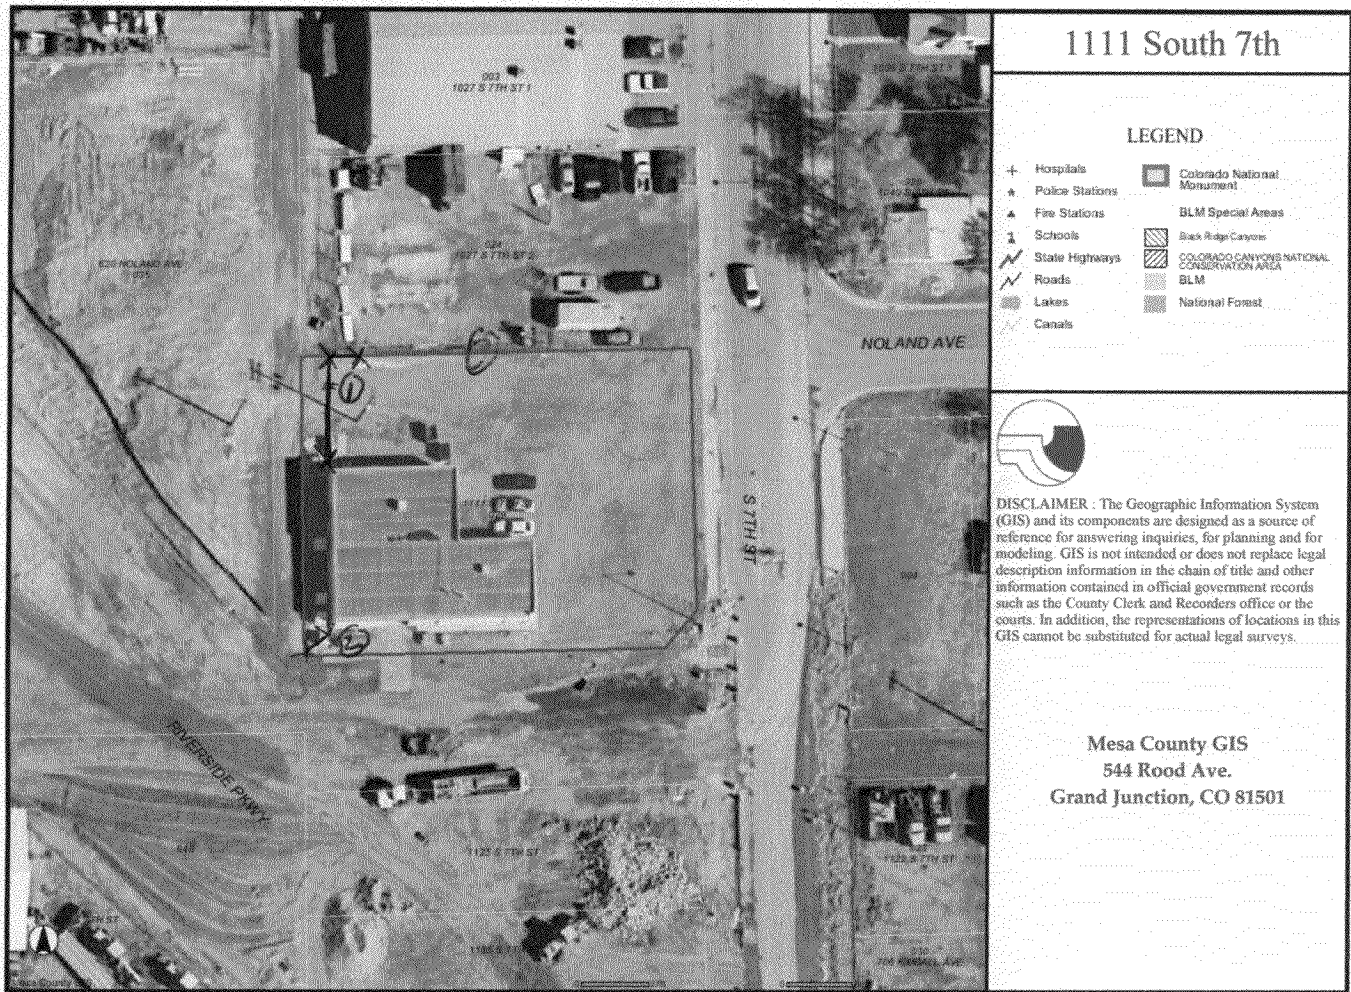 1111 South 7th
LEGEND
Hospitals
Police Stations
Fire Stations
Schools
State Highways
Roads
Lakes
Canals
Colorado National
Monument
BLM Special Areas
Black Ridge Canyons
COLORADO CANYONS NATIONAL
CONSERVATION AREA
BLM
National Forest
DISCLAIMER : The Geographic Information System
(GIS) and its components are designed as a source of
reference for answering inquiries, for planning and for
modeling. GIS is not intended or does not replace legal
description information in the chain of title and other
information contained in official government records
such as the County Clerk and Recorders office or the
courts. In addition, the representations of locations in this
GIS cannot be substituted for actual legal surveys.
Mesa County GIS
544 Rood Ave.
Grand Junction, CO 81501
003
1027 S 7TH ST 1
024
1027 S 7TH ST 2
620 NOLAND AVE
NOLAND AVE
1
S 7TH ST
RIVERSIDE PKWY
1125 S 7TH ST